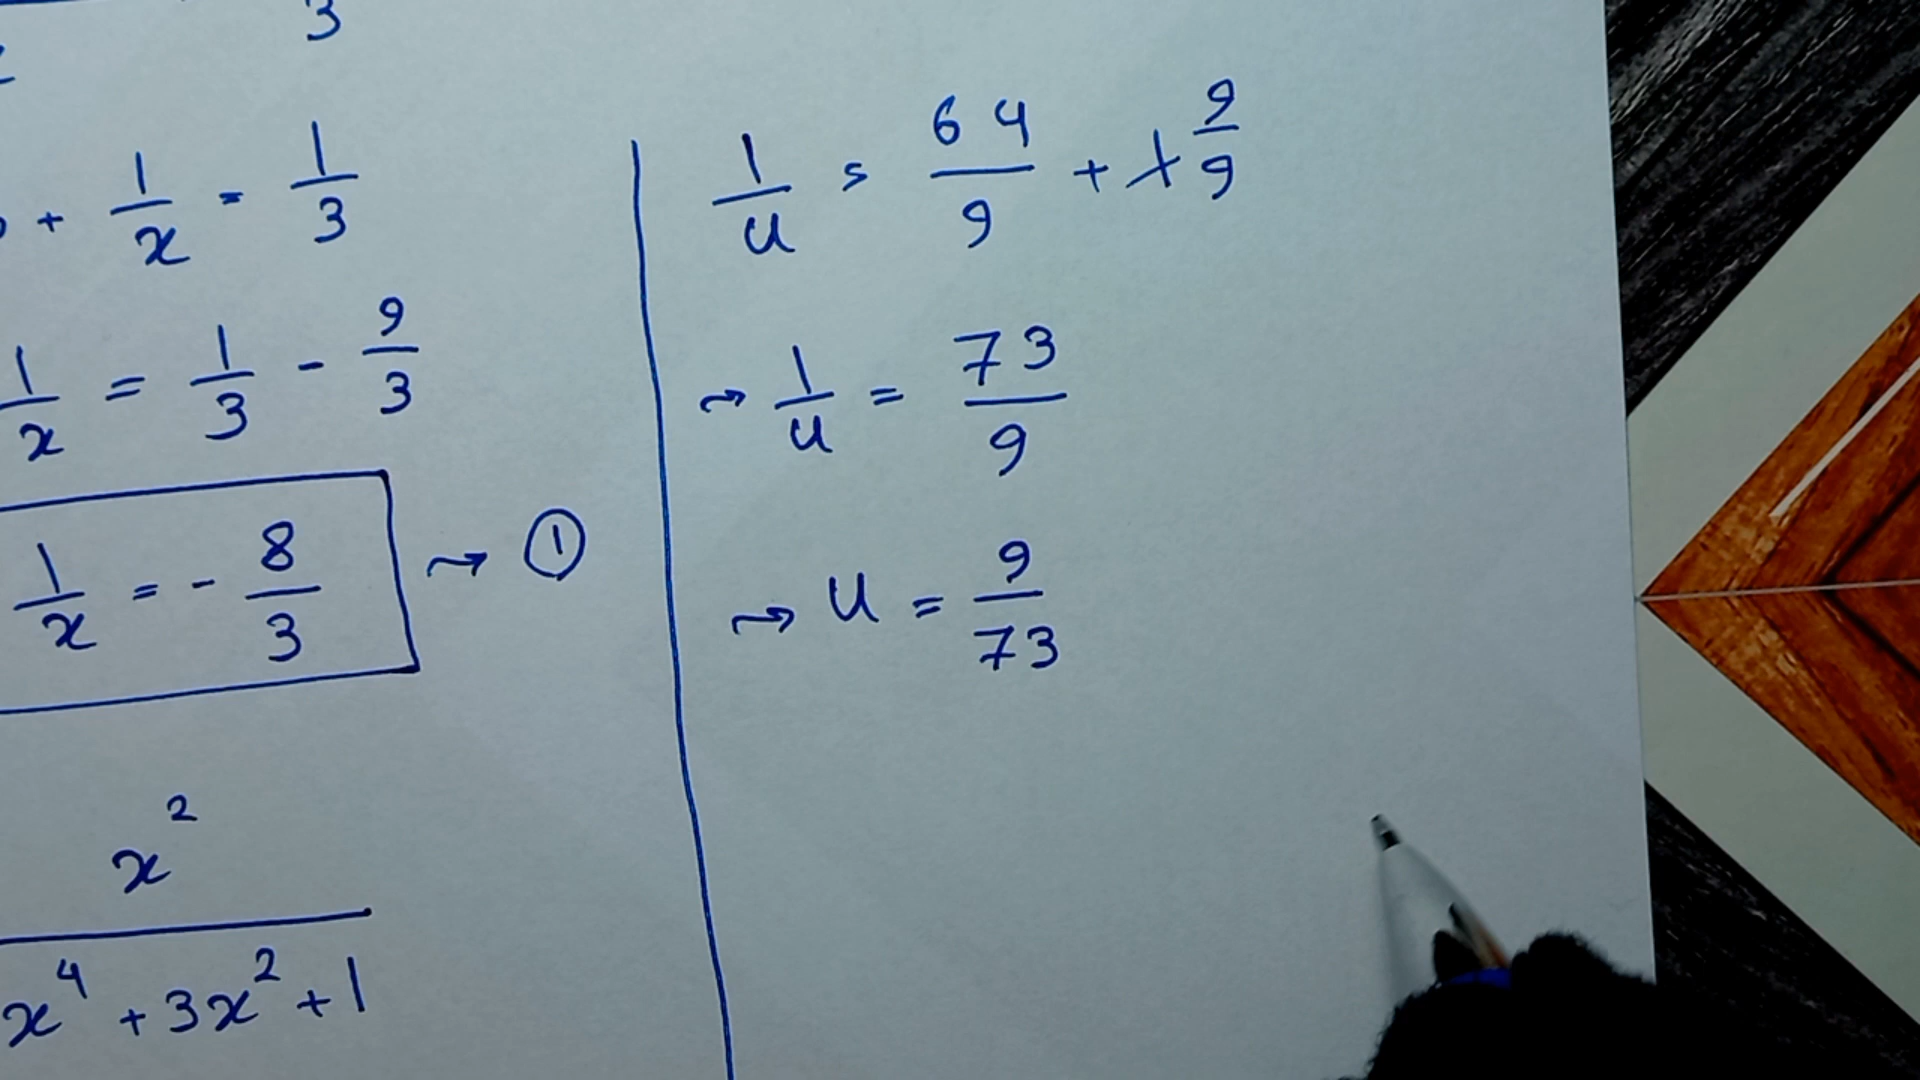 3
+ 1/x = 1/3
1/x = 1/3 - 9/3
1/x = - 8/3 → ①
x²
x⁴ + 3x² + 1
1/u = 64/9 + 1 9/9
→ 1/u = 73/9
→ u = 9/73